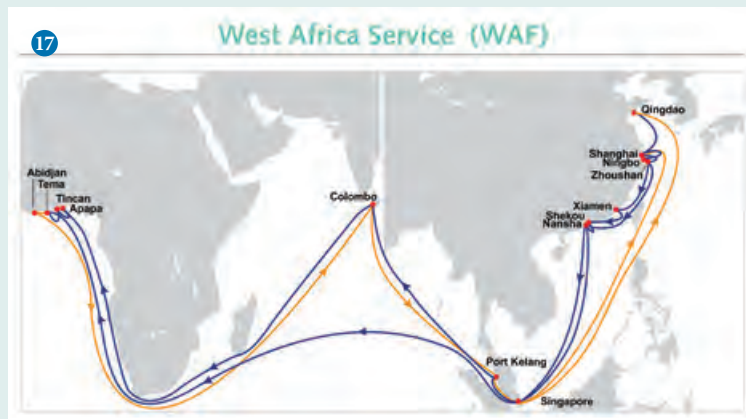 17
West Africa Service (WAF)
Qingdao
Shanghai
Ningbo
Zhoushan
Abidjan
Tema
Tincan
Apapa
Colombo
Xiamen
Shekou
Nansha
Port Kelang
Singapore